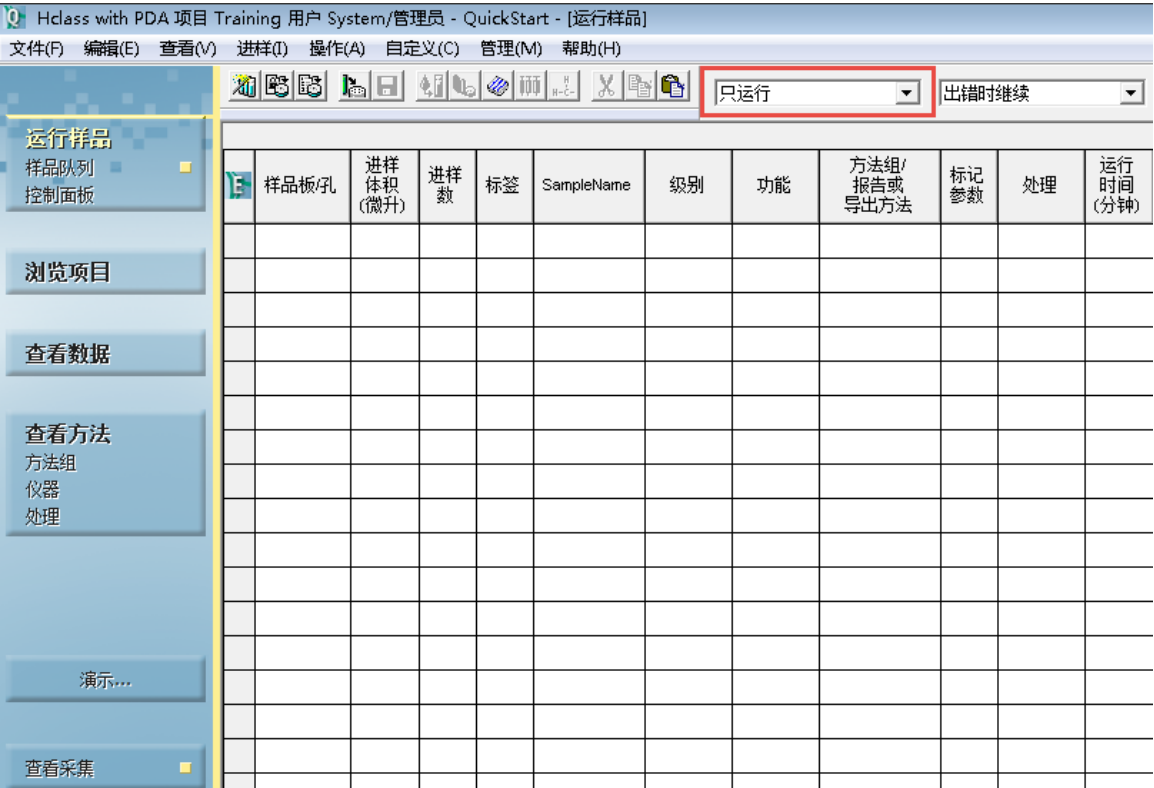 Hclass with PDA 项目 Training 用户 System/管理员 - QuickStart - [运行样品]
文件(F) 编辑(E) 查看(V) 进样(I) 操作(A) 自定义(C) 管理(M) 帮助(H)
只运行
出错时继续
运行样品
样品队列
控制面板
浏览项目
查看数据
查看方法
方法组
仪器
处理
演示...
查看采集
样品板/孔
进样
体积
(微升)
进样
数
标签
SampleName
级别
功能
方法组/
报告或
导出方法
标记
参数
处理
运行
时间
(分钟)